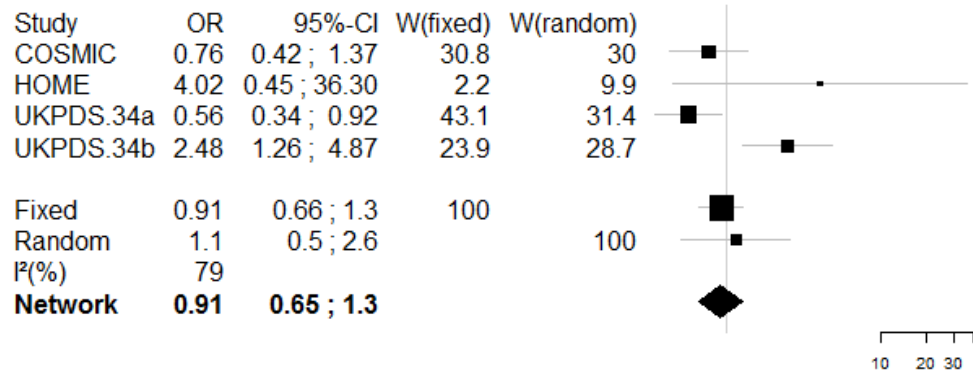 Study OR 95%-CI W(fixed) W(random)
COSMIC 0.76 0.42 ; 1.37 30.8 30
HOME 4.02 0.45 ; 36.30 2.2 9.9
UKPDS.34a 0.56 0.34 ; 0.92 43.1 31.4
UKPDS.34b 2.48 1.26 ; 4.87 23.9 28.7
Fixed 0.91 0.66 ; 1.3 100
Random 1.1 0.5 ; 2.6 100
I²(%) 79
Network 0.91 0.65 ; 1.3
10 20 30